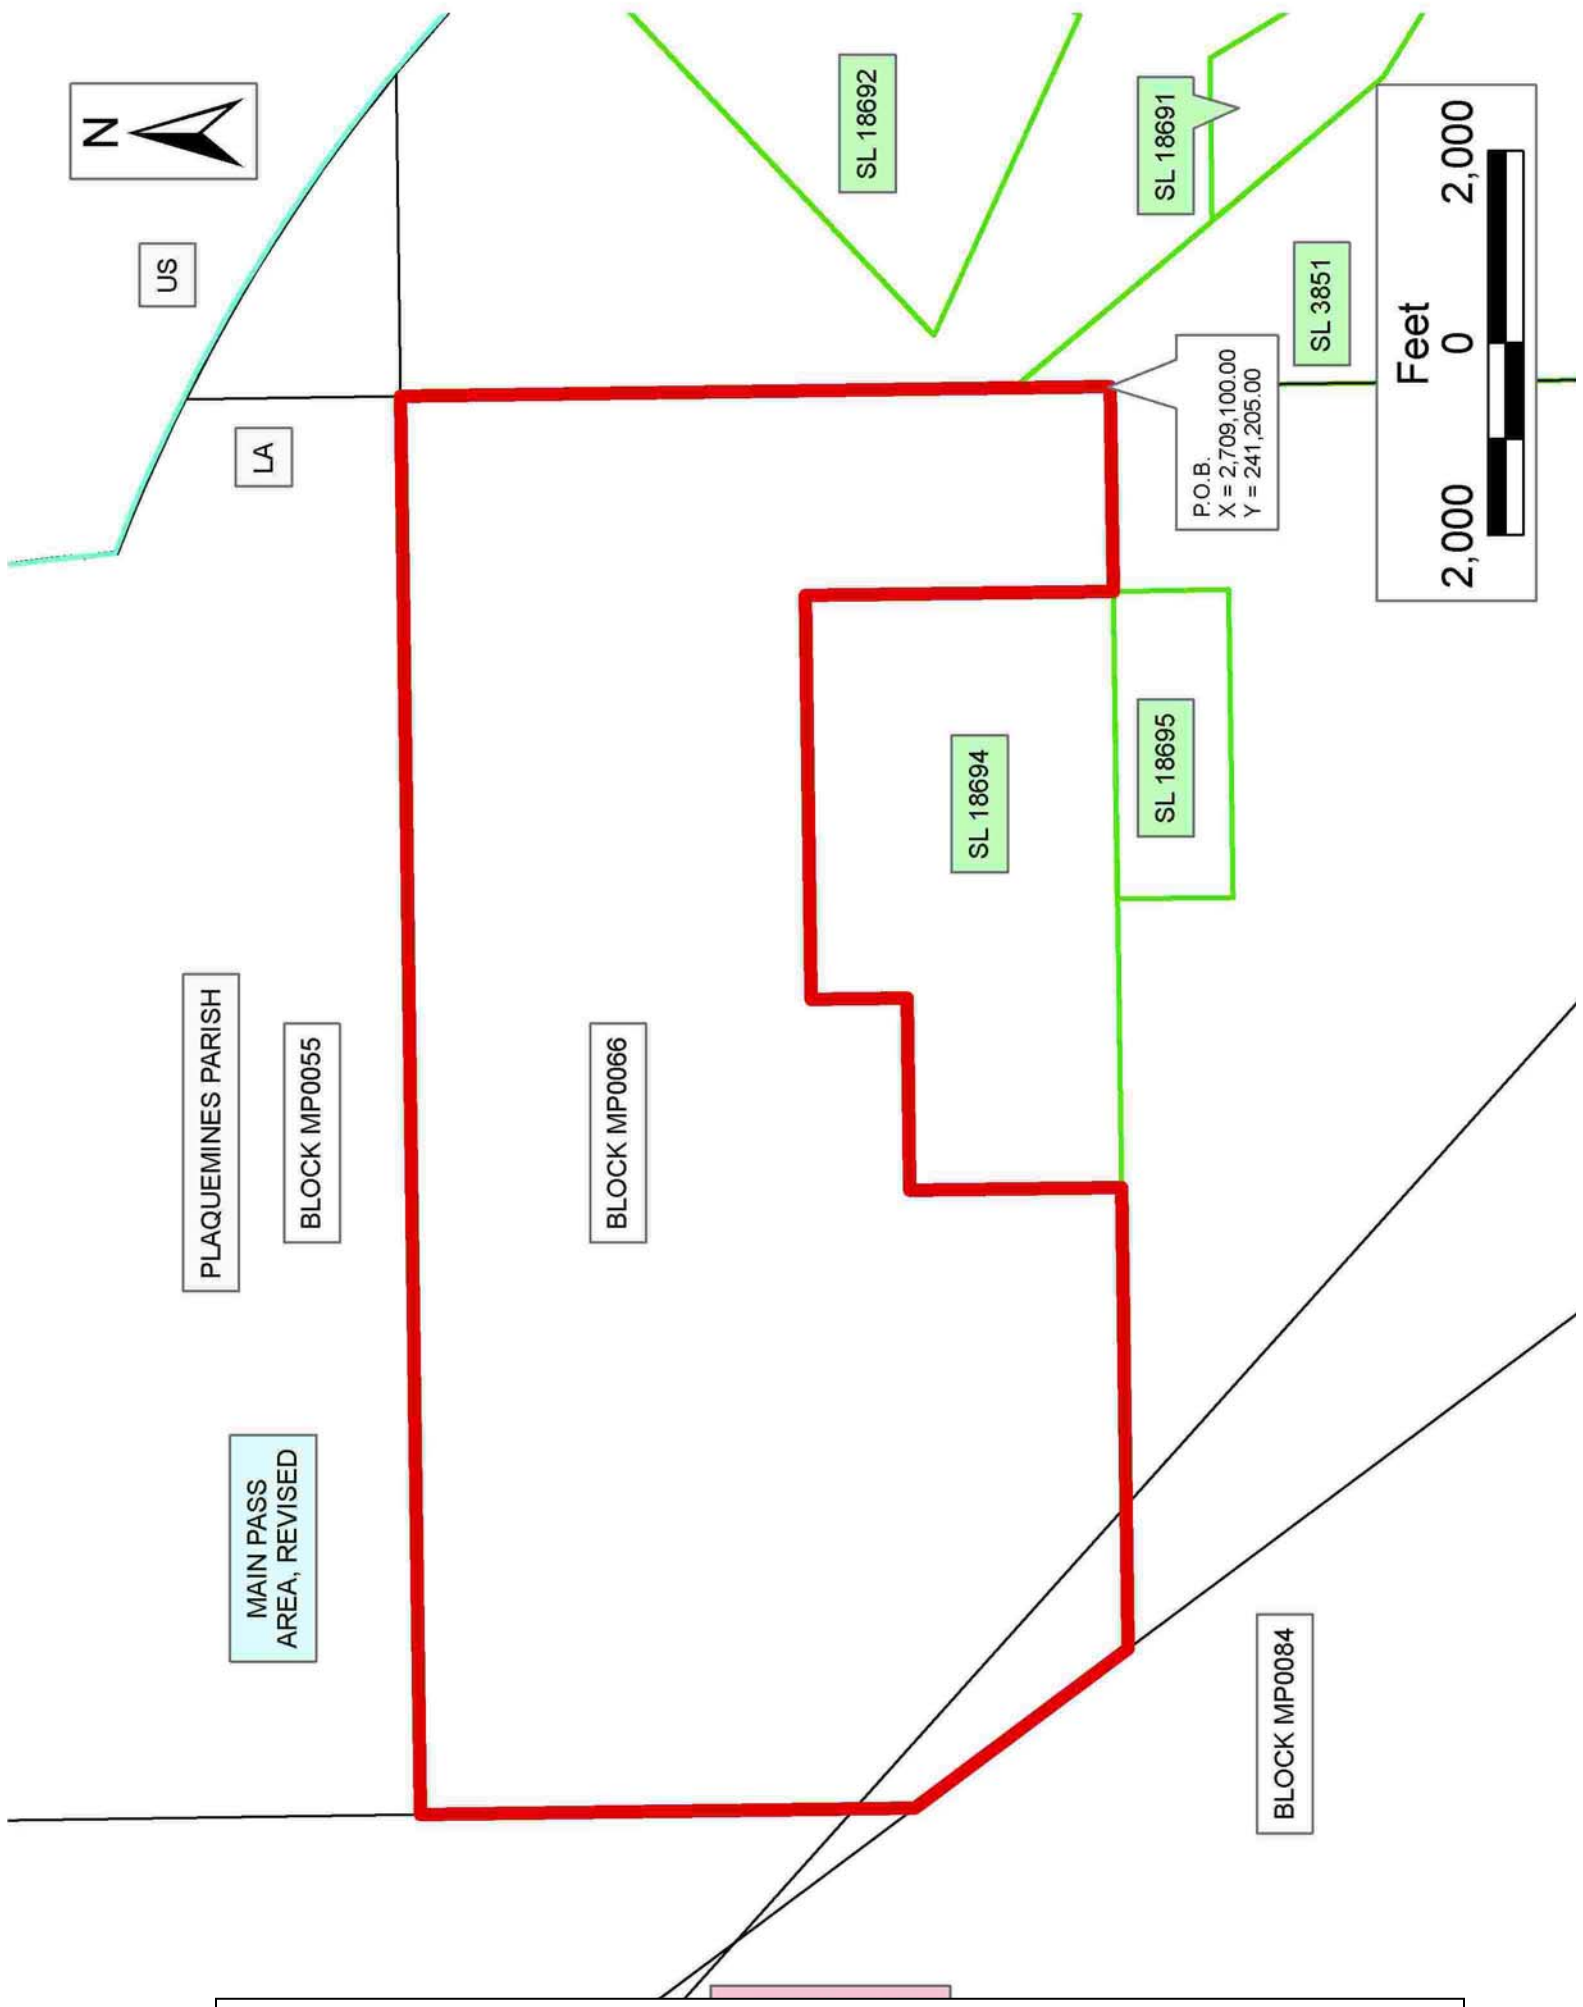 N
US
LA
PLAQUEMINES PARISH
BLOCK MP0055
MAIN PASS
AREA, REVISED
BLOCK MP0066
SL 18692
SL 18691
SL 18694
SL 18695
SL 3851
P.O.B.
X = 2,709,100.00
Y = 241,205.00
BLOCK MP0084
Feet
2,000 0 2,000